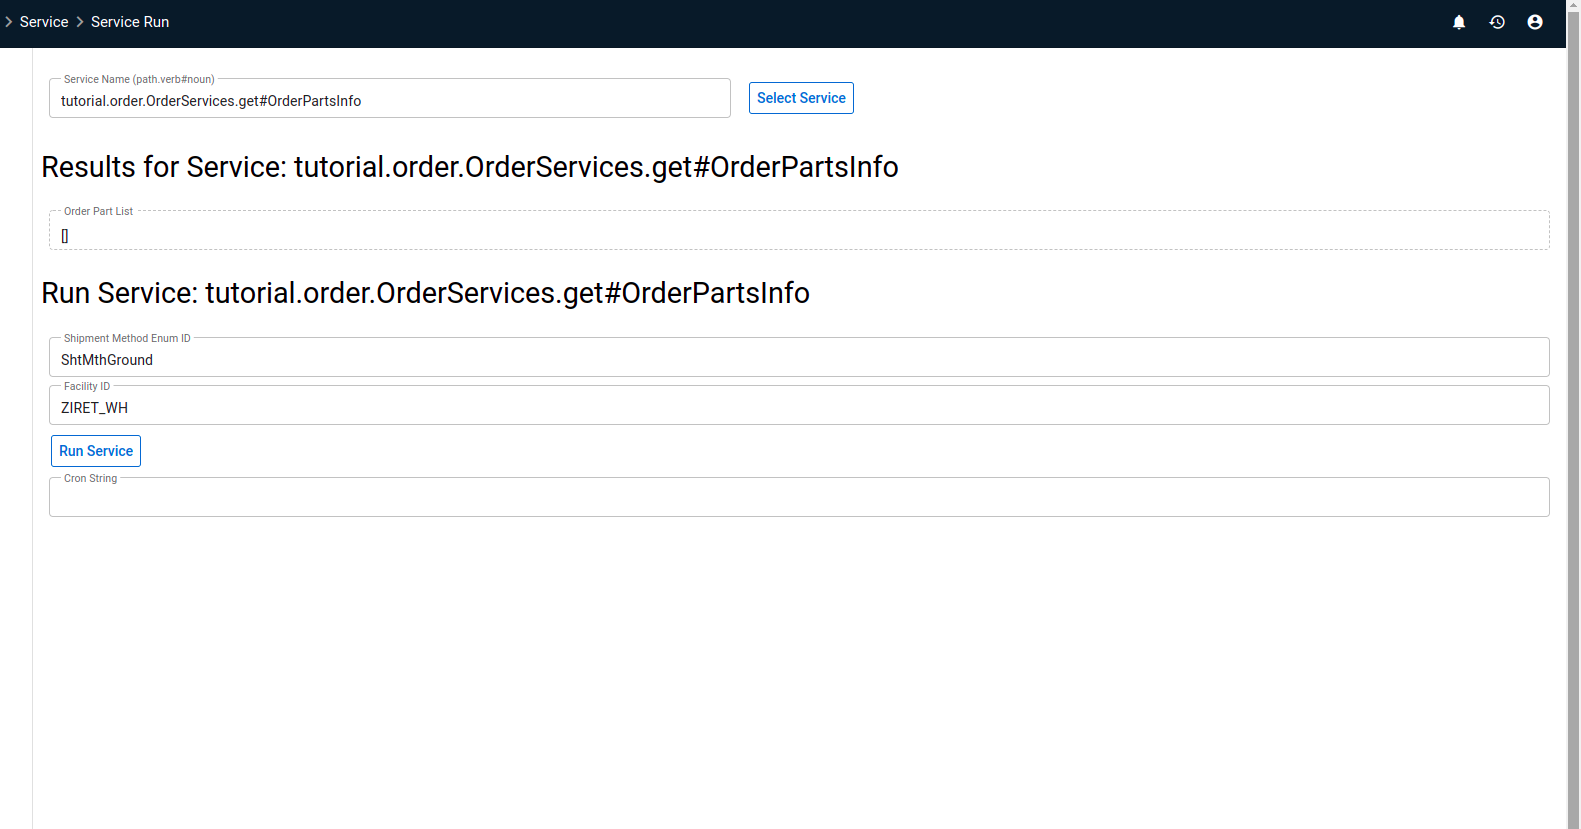 Service Service Run
Service Name (path.verb#noun)
tutorial.order.OrderServices.get#OrderPartsInfo
Select Service
Results for Service: tutorial.order.OrderServices.get#OrderPartsInfo
Order Part List
[]
Run Service: tutorial.order.OrderServices.get#OrderPartsInfo
Shipment Method Enum ID
ShtMthGround
Facility ID
ZIRET_WH
Run Service
Cron String